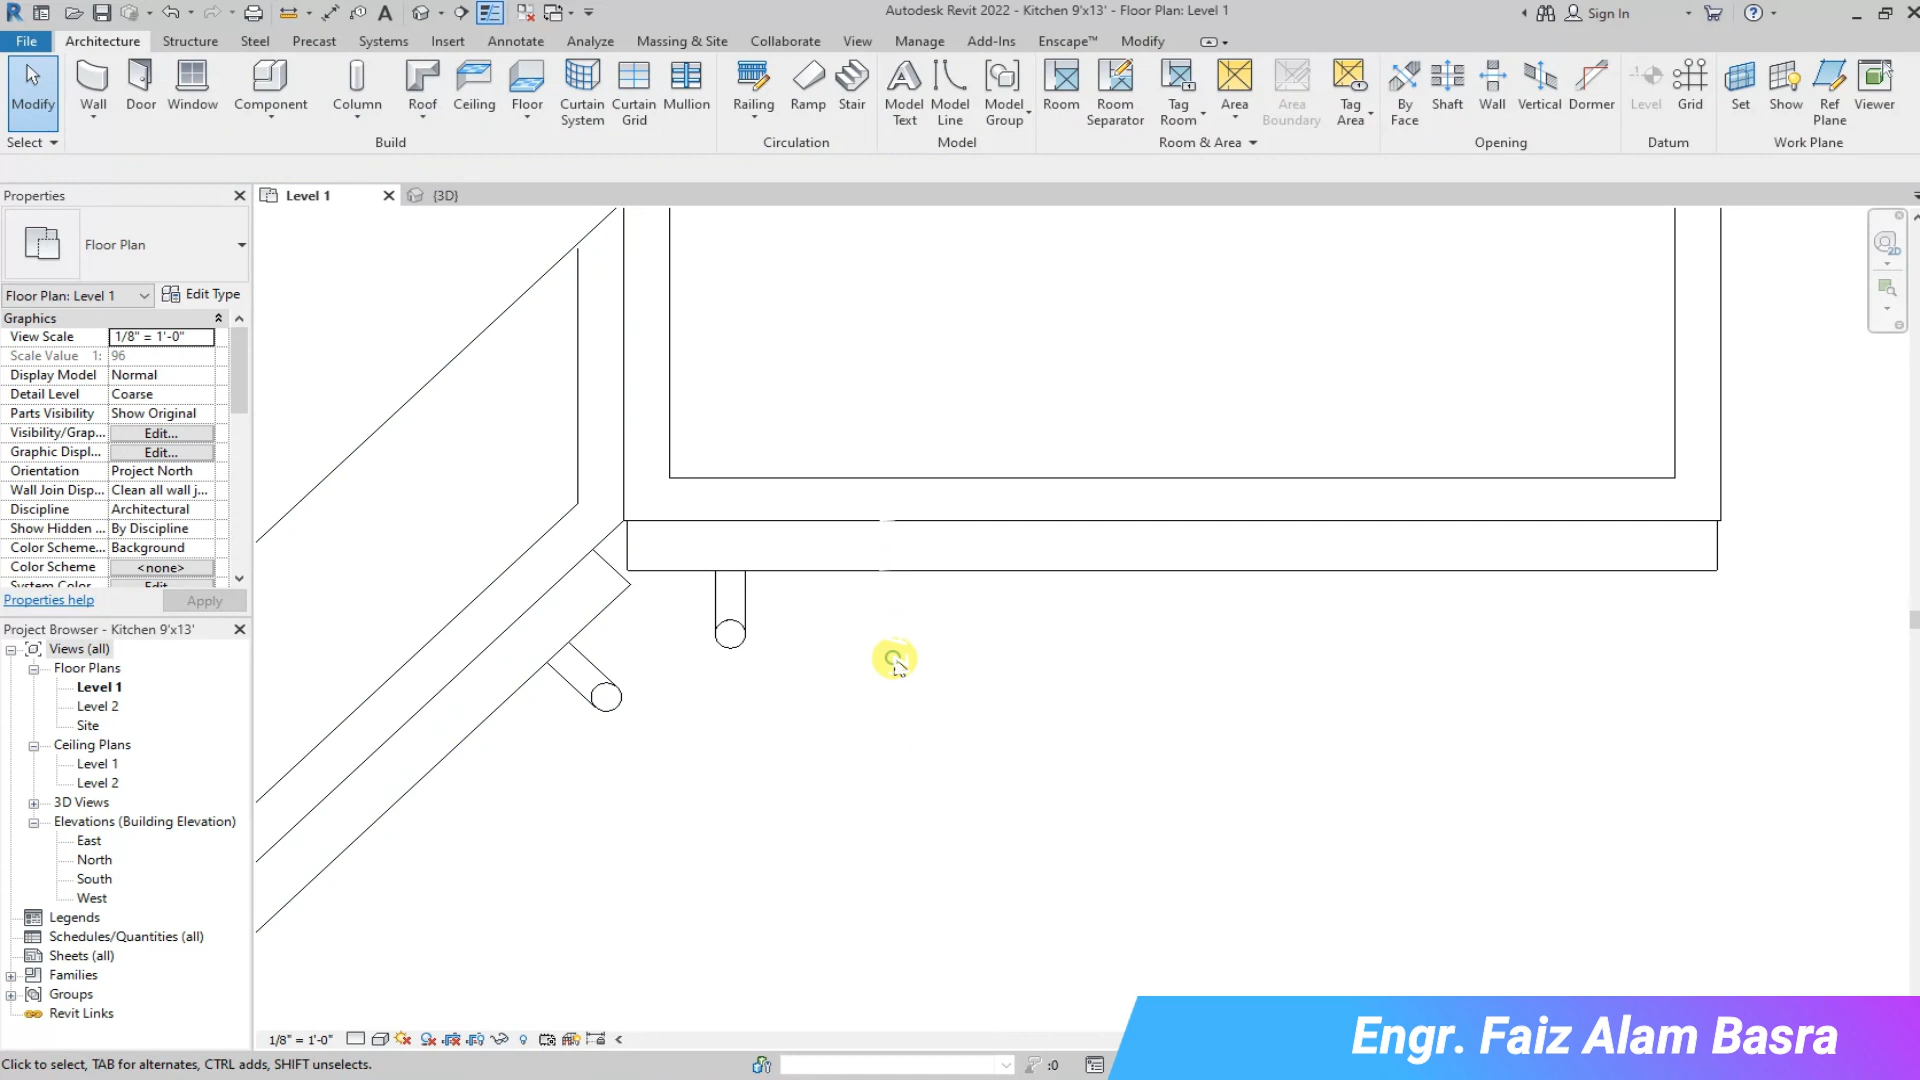 Autodesk Revit 2022 - Kitchen 9'x13' - Floor Plan: Level 1
Sign In
File Architecture Structure Steel Precast Systems Insert Annotate Analyze Massing & Site Collaborate View Manage Add-Ins Enscape™ Modify
Modify Wall Door Window Component Column Roof Ceiling Floor Curtain System Curtain Grid Mullion Railing Ramp Stair Model Text Model Line Model Group Room Room Separator Tag Room Area Area Boundary Tag Area By Face Shaft Wall Vertical Dormer Level Grid Set Show Ref Plane Viewer
Select Build Circulation Model Room & Area Opening Datum Work Plane
Properties
Level 1
{3D}
Floor Plan
Floor Plan: Level 1 Edit Type
Graphics
View Scale 1/8" = 1'-0"
Scale Value 1: 96
Display Model Normal
Detail Level Coarse
Parts Visibility Show Original
Visibility/Grap... Edit...
Graphic Displ... Edit...
Orientation Project North
Wall Join Disp... Clean all wall j...
Discipline Architectural
Show Hidden ... By Discipline
Color Scheme... Background
Color Scheme <none>
System Color Edit
Properties help Apply
Project Browser - Kitchen 9'x13'
Views (all)
Floor Plans
Level 1
Level 2
Site
Ceiling Plans
Level 1
Level 2
3D Views
Elevations (Building Elevation)
East
North
South
West
Legends
Schedules/Quantities (all)
Sheets (all)
Families
Groups
Revit Links
2D
1/8" = 1'-0"
Click to select, TAB for alternates, CTRL adds, SHIFT unselects.
:0
Engr. Faiz Alam Basra